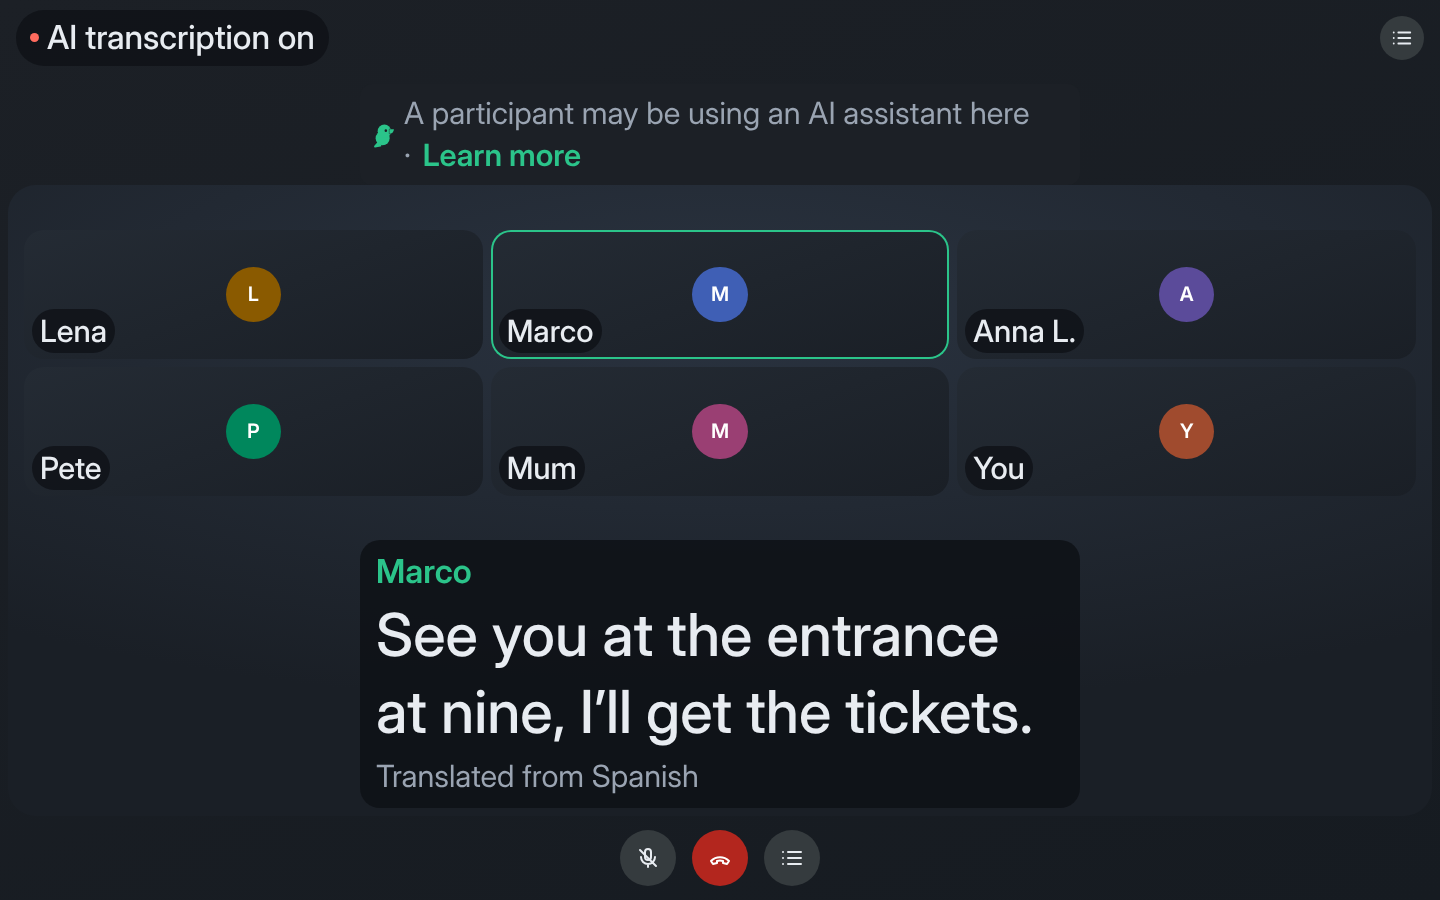 AI transcription on
A participant may be using an AI assistant here
· Learn more
L
Lena
M
Marco
A
Anna L.
P
Pete
M
Mum
Y
You
Marco
See you at the entrance
at nine, I’ll get the tickets.
Translated from Spanish